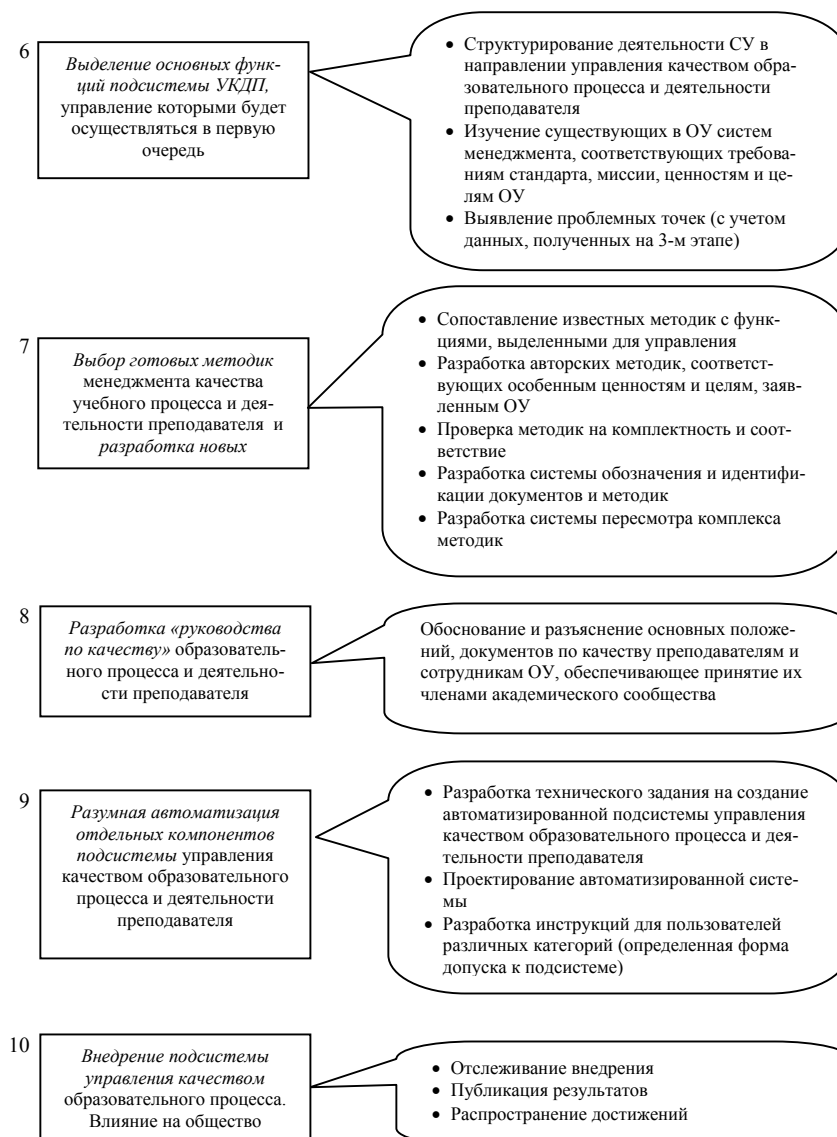 6
Выделение основных функ-
ций подсистемы УКДП,
управление которыми будет
осуществляться в первую
очередь
• Структурирование деятельности СУ в
направлении управления качеством обра-
зовательного процесса и деятельности
преподавателя
• Изучение существующих в ОУ систем
менеджмента, соответствующих требова-
ниям стандарта, миссии, ценностям и це-
лям ОУ
• Выявление проблемных точек (с учетом
данных, полученных на 3-м этапе)
7
Выбор готовых методик
менеджмента качества
учебного процесса и дея-
тельности преподавателя и
разработка новых
• Сопоставление известных методик с функ-
циями, выделенными для управления
• Разработка авторских методик, соответст-
вующих особенным ценностям и целям, зая-
вленным ОУ
• Проверка методик на комплектность и соот-
ветствие
• Разработка системы обозначения и идентифи-
кации документов и методик
• Разработка системы пересмотра комплекса
методик
8
Разработка «руководства
по качеству» образователь-
ного процесса и деятельно-
сти преподавателя
Обоснование и разъяснение основных положе-
ний, документов по качеству преподавателям и
сотрудникам ОУ, обеспечивающее принятие их
членами академического сообщества
9
Разумная автоматизация
отдельных компонентов
подсистемы управления
качеством образовательного
процесса и деятельности
преподавателя
• Разработка технического задания на создание
автоматизированной подсистемы управления
качеством образовательного процесса и дея-
тельности преподавателя
• Проектирование автоматизированной систе-
мы
• Разработка инструкций для пользователей
различных категорий (определенная форма
допуска к подсистеме)
10
Внедрение подсистемы
управления качеством
образовательного процесса.
Влияние на общество
• Отслеживание внедрения
• Публикация результатов
• Распространение достижений